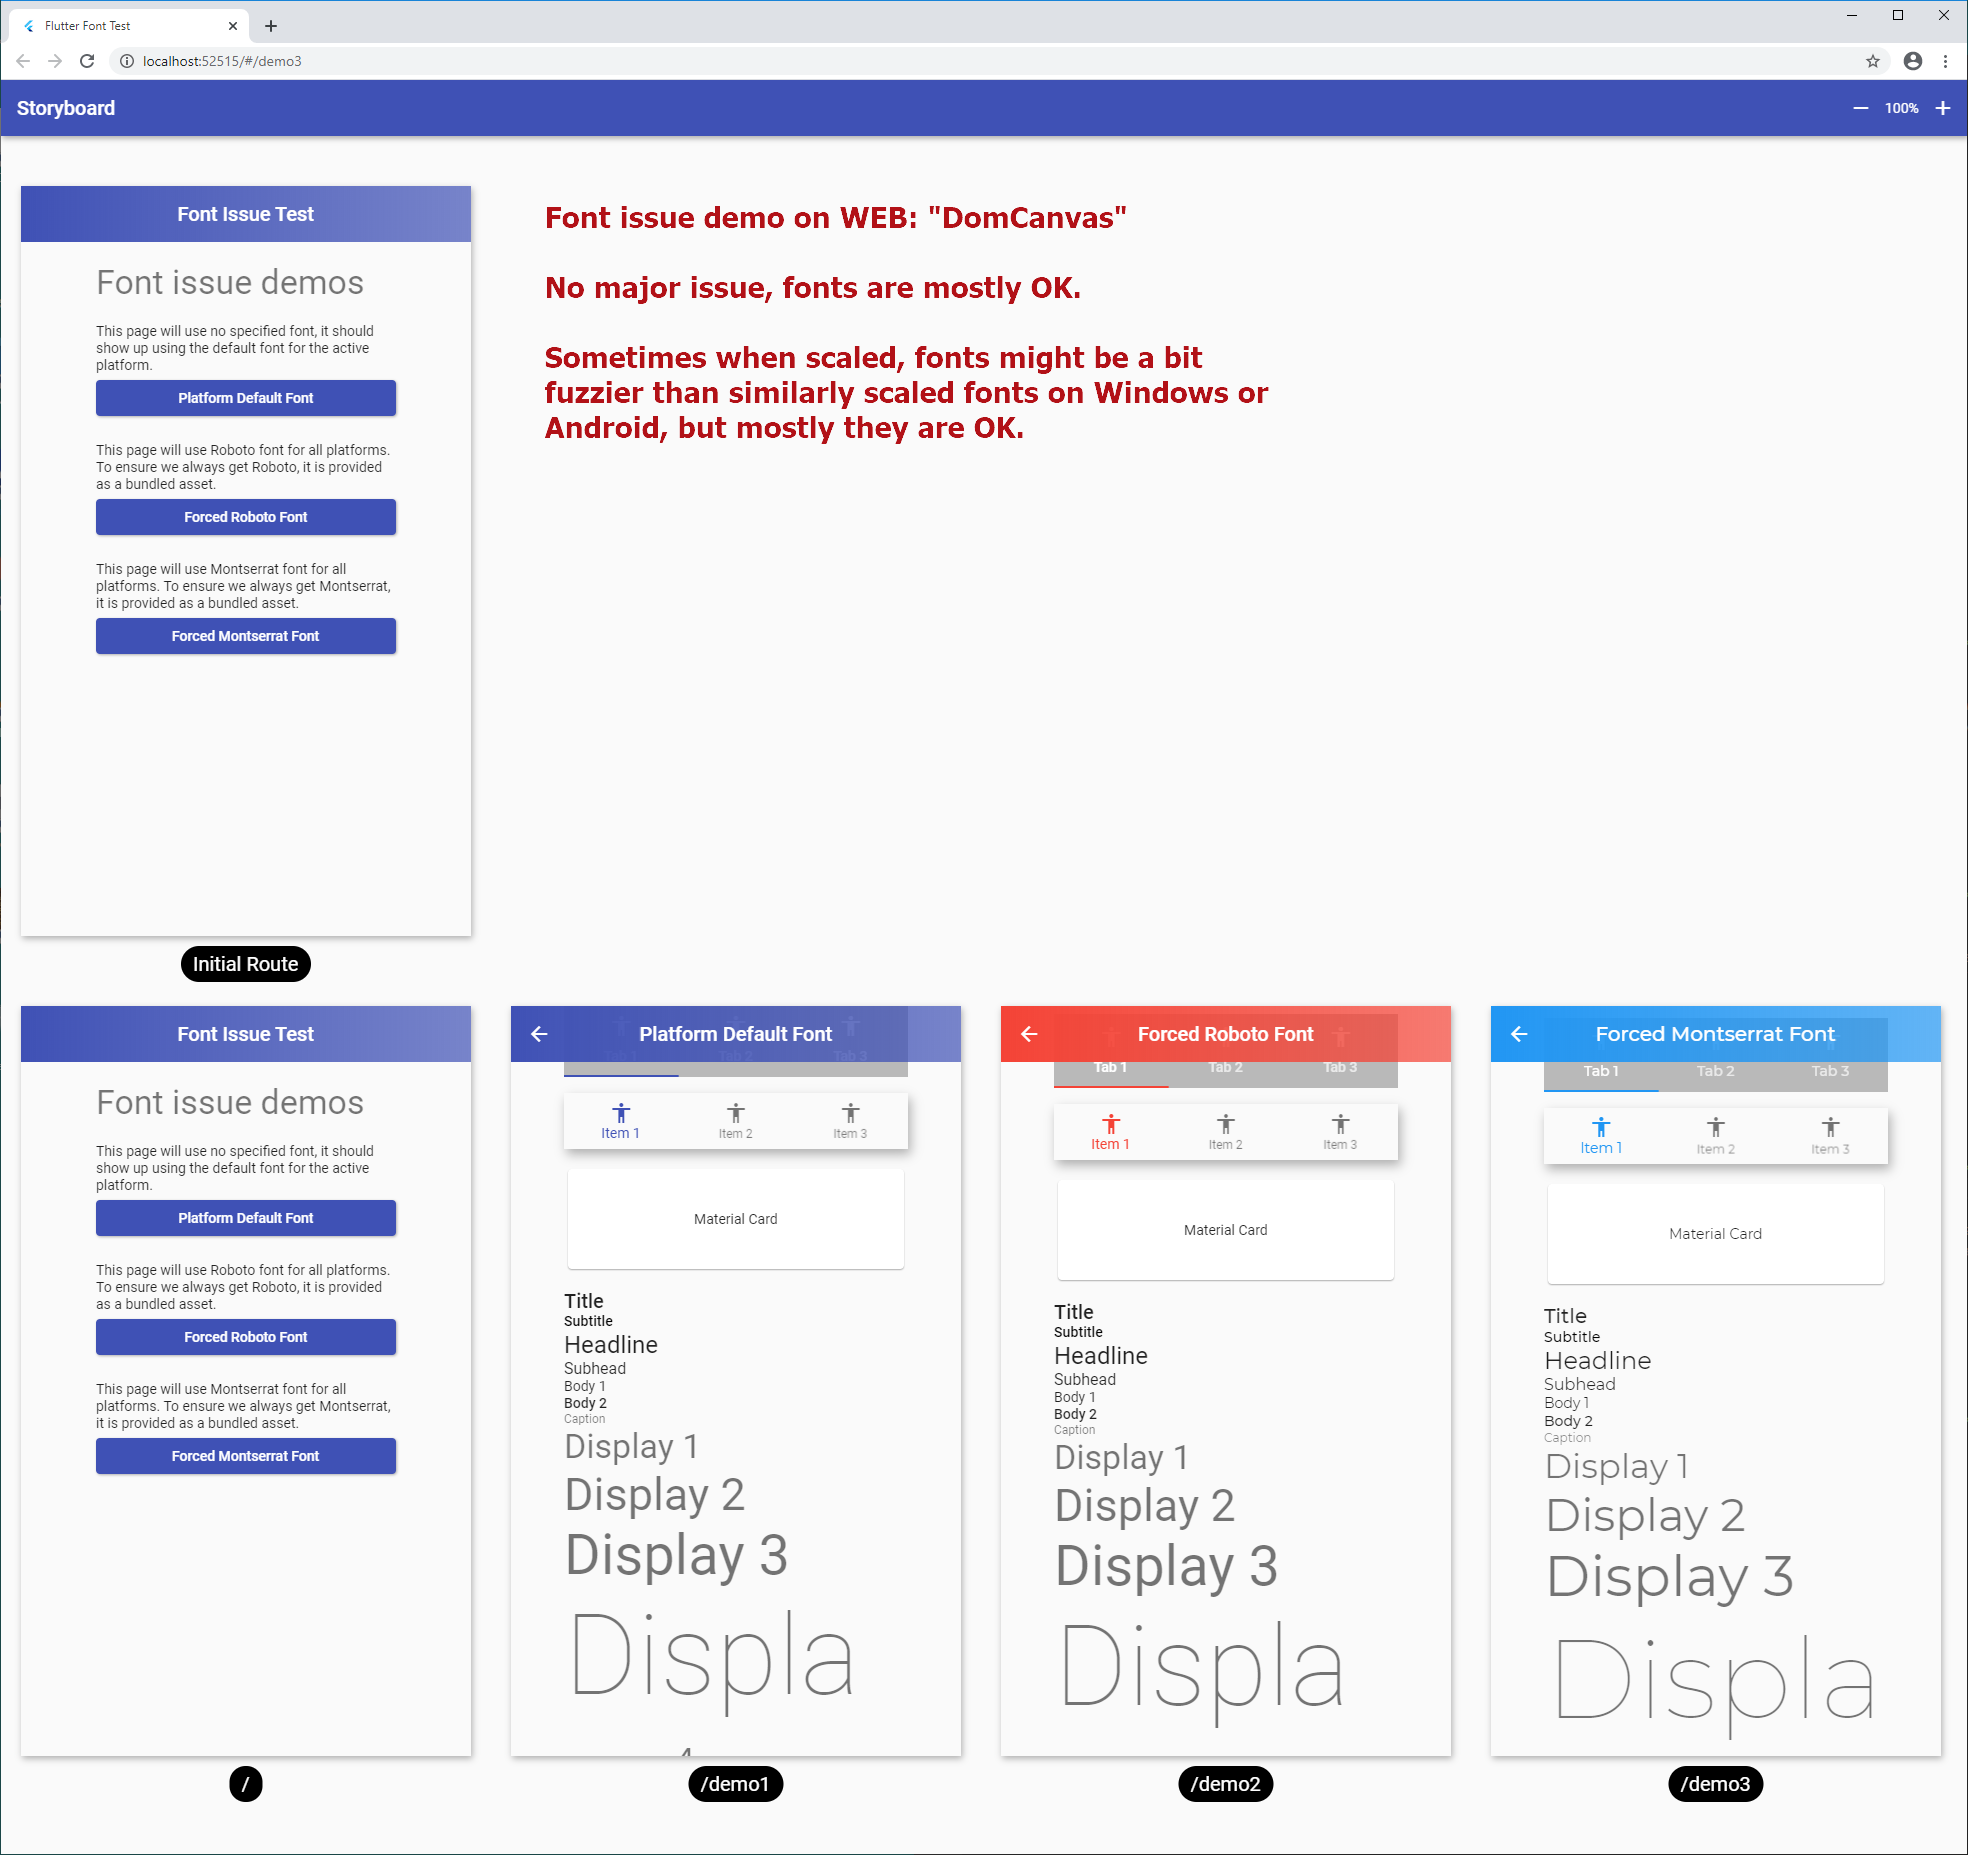 Flutter Font Test
localhost:52515/#/demo3
Storyboard
100%
Font Issue Test
Font issue demos
This page will use no specified font, it should
show up using the default font for the active
platform.
Platform Default Font
This page will use Roboto font for all platforms.
To ensure we always get Roboto, it is provided
as a bundled asset.
Forced Roboto Font
This page will use Montserrat font for all
platforms. To ensure we always get Montserrat,
it is provided as a bundled asset.
Forced Montserrat Font
Initial Route
Font issue demo on WEB: "DomCanvas"
No major issue, fonts are mostly OK.
Sometimes when scaled, fonts might be a bit
fuzzier than similarly scaled fonts on Windows or
Android, but mostly they are OK.
Font Issue Test
Font issue demos
This page will use no specified font, it should
show up using the default font for the active
platform.
Platform Default Font
This page will use Roboto font for all platforms.
To ensure we always get Roboto, it is provided
as a bundled asset.
Forced Roboto Font
This page will use Montserrat font for all
platforms. To ensure we always get Montserrat,
it is provided as a bundled asset.
Forced Montserrat Font
/
Platform Default Font
Tab 1 Tab 2 Tab 3
Item 1 Item 2 Item 3
Material Card
Title
Subtitle
Headline
Subhead
Body 1
Body 2
Caption
Display 1
Display 2
Display 3
Displa
/demo1
Forced Roboto Font
Tab 1 Tab 2 Tab 3
Item 1 Item 2 Item 3
Material Card
Title
Subtitle
Headline
Subhead
Body 1
Body 2
Caption
Display 1
Display 2
Display 3
Displa
/demo2
Forced Montserrat Font
Tab 1 Tab 2 Tab 3
Item 1 Item 2 Item 3
Material Card
Title
Subtitle
Headline
Subhead
Body 1
Body 2
Caption
Display 1
Display 2
Display 3
Displa
/demo3